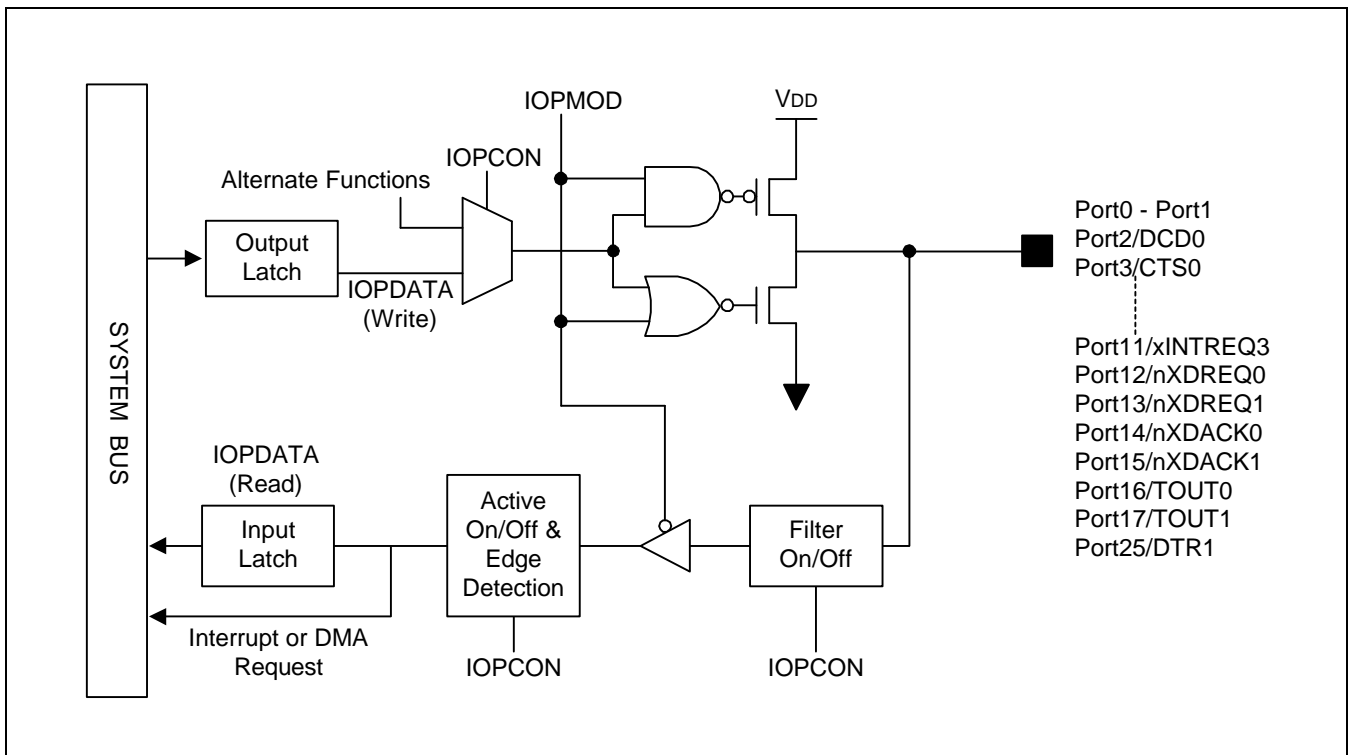 IOPMOD
VDD
IOPCON
Alternate Functions
Output
Latch
IOPDATA
(Write)
SYSTEM BUS
Port0 - Port1
Port2/DCD0
Port3/CTS0
Port11/xINTREQ3
Port12/nXDREQ0
Port13/nXDREQ1
Port14/nXDACK0
Port15/nXDACK1
Port16/TOUT0
Port17/TOUT1
Port25/DTR1
IOPDATA
(Read)
Input
Latch
Active
On/Off &
Edge
Detection
Filter
On/Off
Interrupt or DMA
Request
IOPCON
IOPCON